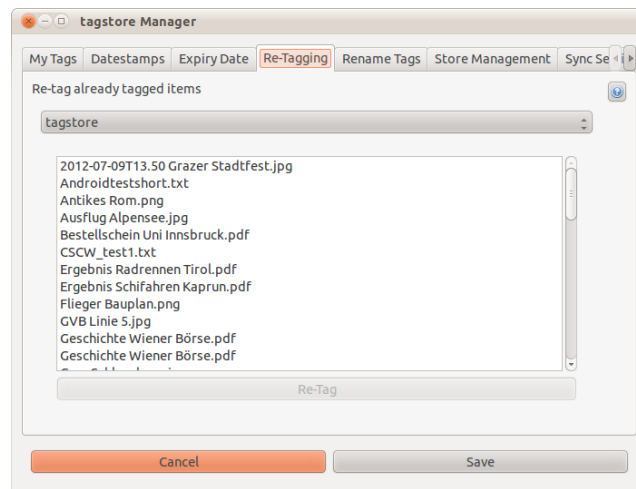 tagstore Manager
My Tags Datestamps Expiry Date Re-Tagging Rename Tags Store Management Sync Se
Re-tag already tagged items
tagstore
2012-07-09T13.50 Grazer Stadtfest.jpg
Androidtestshort.txt
Antikes Rom.png
Ausflug Alpensee.jpg
Bestellschein Uni Innsbruck.pdf
CSCW_test1.txt
Ergebnis Radrennen Tirol.pdf
Ergebnis Schifahren Kaprun.pdf
Flieger Bauplan.png
GVB Linie 5.jpg
Geschichte Wiener Börse.pdf
Geschichte Wiener Börse.pdf
Re-Tag
Cancel Save